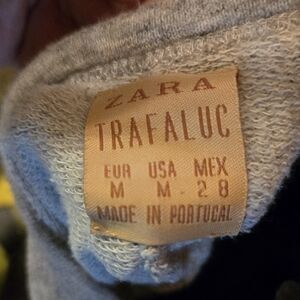 ZARA
TRAFALUC
EUR USA MEX
M M 28
MADE IN PORTUGAL